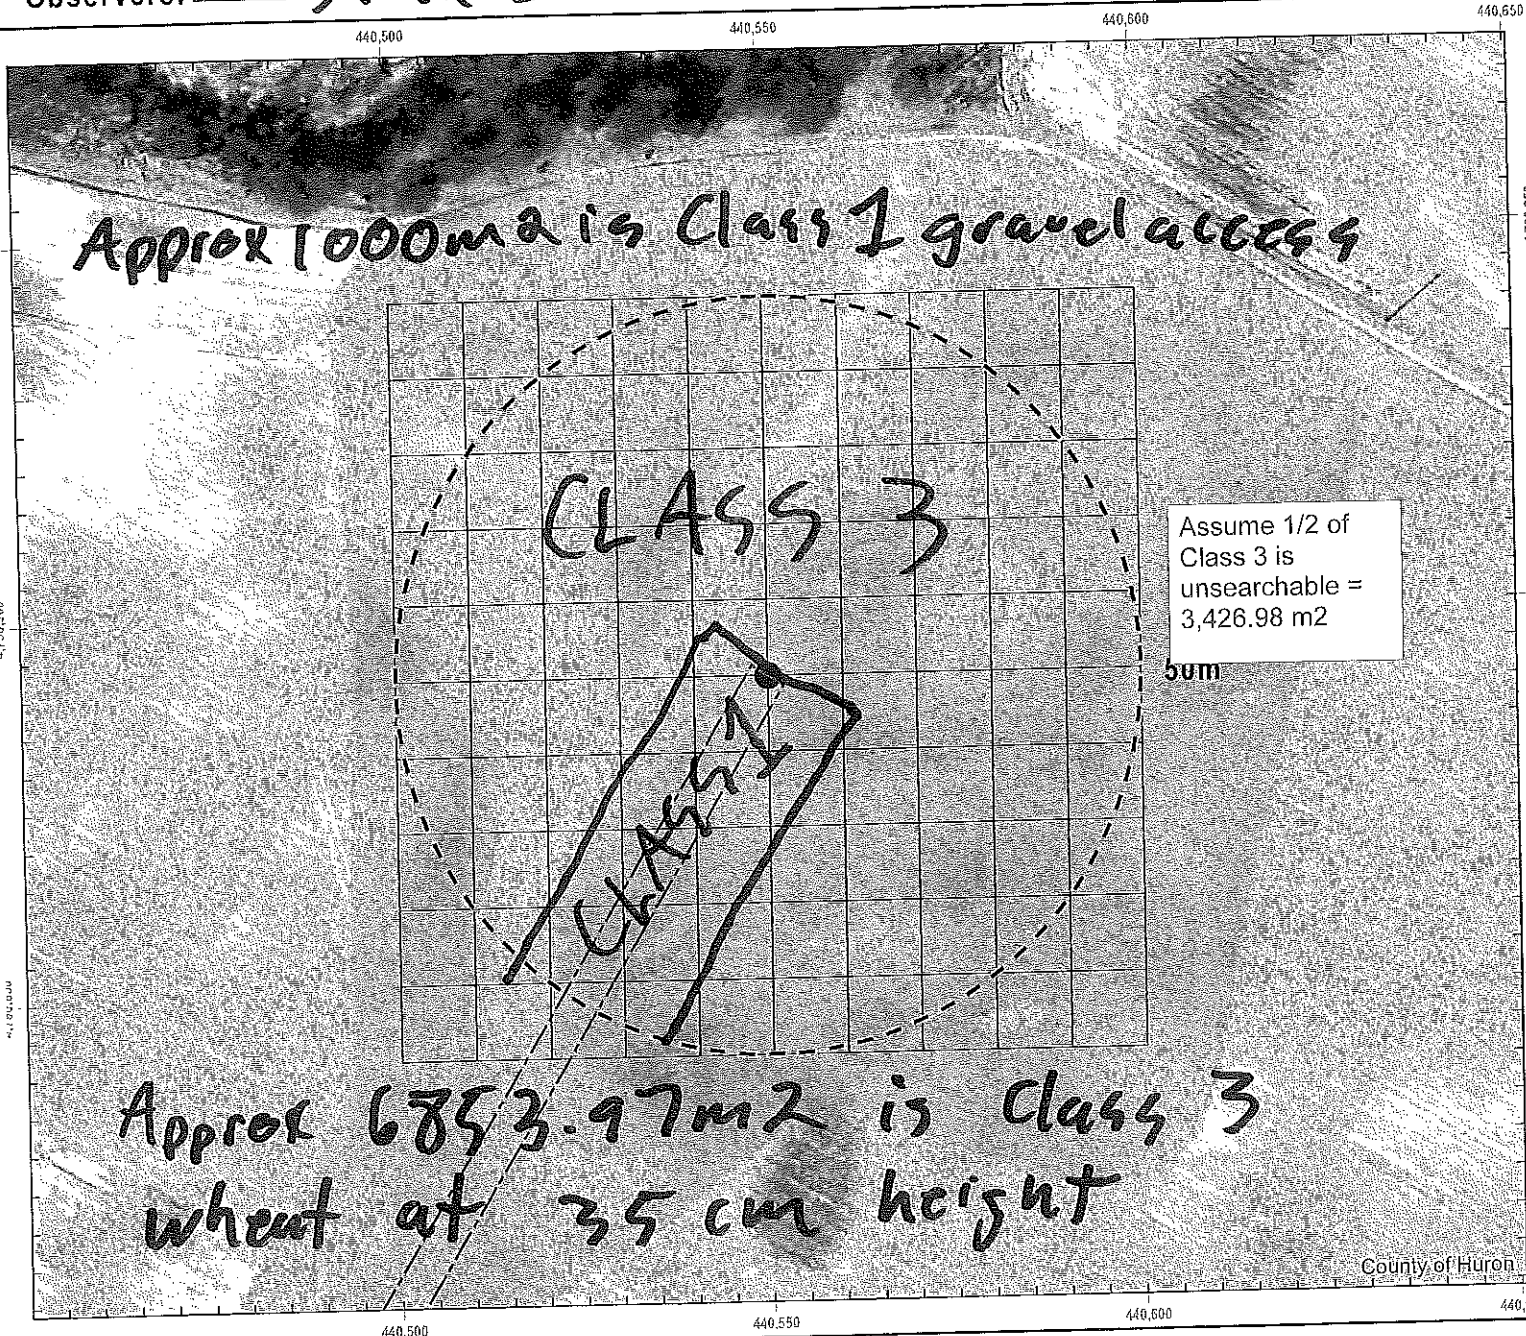 440,500 440,550 440,600 440,650
Approx 1000m2 is Class 1 gravel access
CLASS 3
Assume 1/2 of
Class 3 is
unsearchable =
3,426.98 m2
50m
CLASS 1
Approx 6853.97m2 is Class 3
wheat at 35 cm height
County of Huron
440,500 440,550 440,600